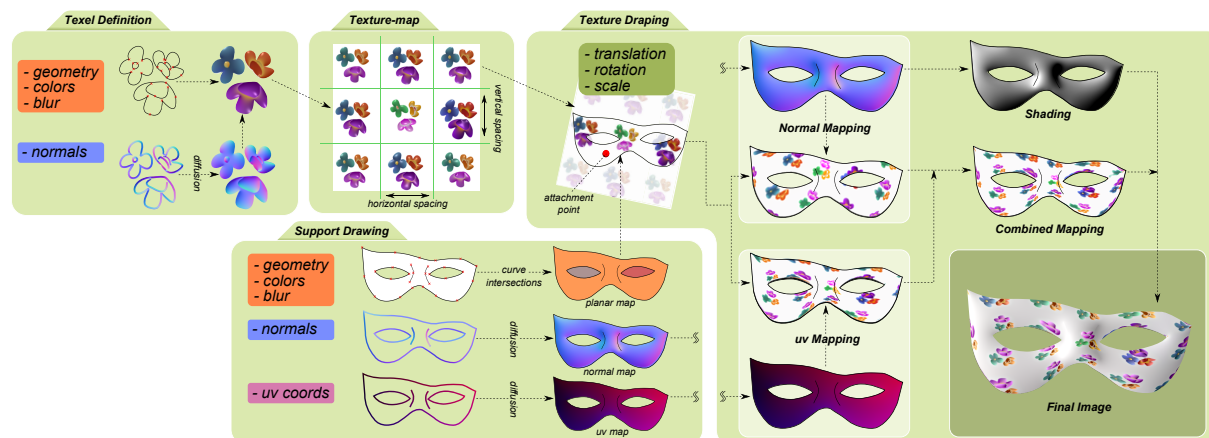 Texel Definition
- geometry
- colors
- blur
- normals
diffusion
Texture-map
vertical spacing
horizontal spacing
Texture Draping
- translation
- rotation
- scale
attachment
point
Normal Mapping
Shading
uv Mapping
Combined Mapping
Final Image
Support Drawing
- geometry
- colors
- blur
curve
intersections
planar map
- normals
diffusion
normal map
- uv coords
diffusion
uv map